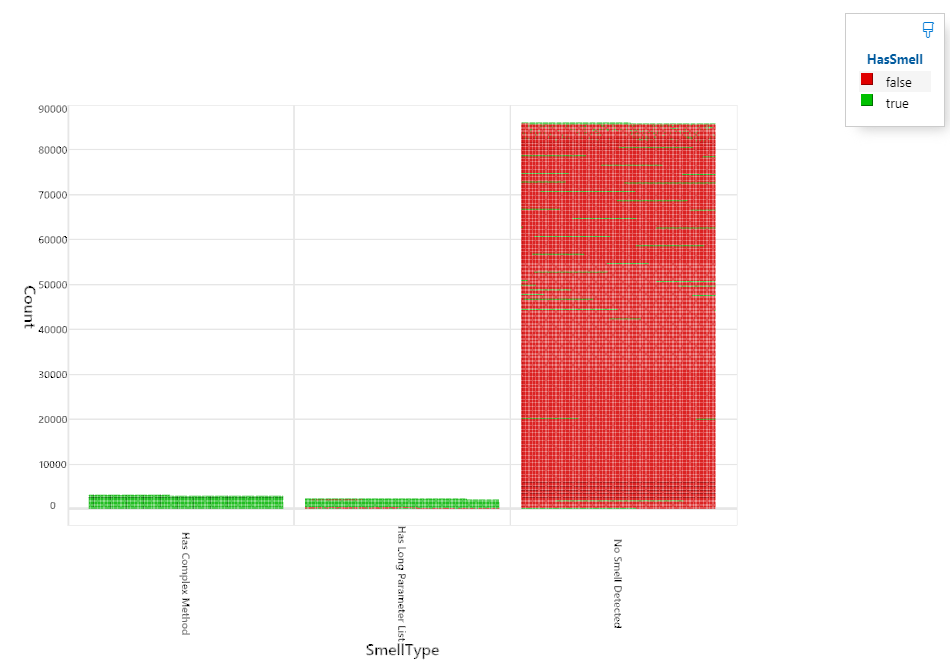 HasSmell
false
true
90000
80000
70000
60000
50000
40000
30000
20000
10000
0
Count
Has Complex Method
Has Long Parameter List
No Smell Detected
SmellType